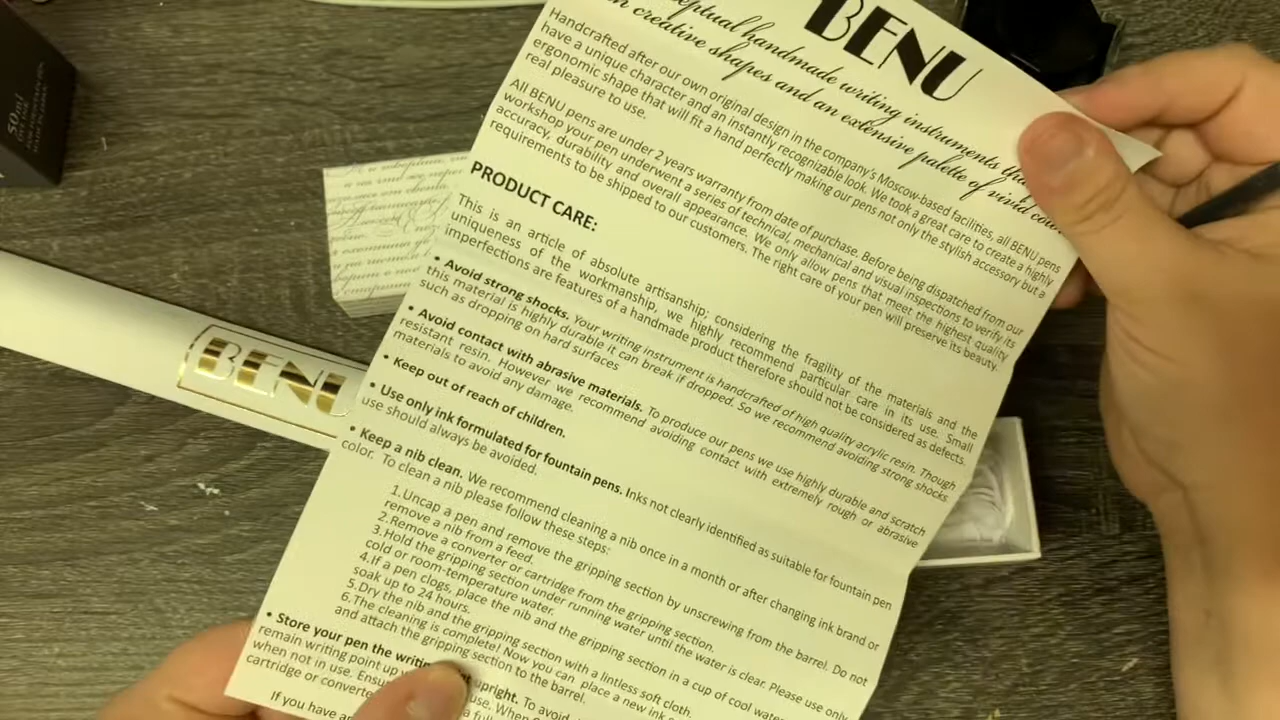 BENU
ceptual handmade writing instruments
in creative shapes and an extensive palette of vivid
Handcrafted after our own original design in the company's Moscow-based facilities, all BENU pens
have a unique character and an instantly recognizable look. We took a great care to create a highly
ergonomic shape that will fit a hand perfectly making our pens not only the stylish accessory but a
real pleasure to use.
All BENU pens are under 2 years warranty from date of purchase. Before being dispatched from our
workshop your pen underwent a series of technical, mechanical and visual inspections to verify its
accuracy, durability and overall appearance. We only allow pens that meet the highest quality
requirements to be shipped to our customers. The right care of your pen will preserve its beauty.
PRODUCT CARE:
This is an article of absolute artisanship; considering the fragility of the materials and the
uniqueness of the workmanship, we highly recommend particular care in its use. Small
imperfections are features of a handmade product therefore should not be considered as defects.
• Avoid strong shocks. Your writing instrument is handcrafted of high quality acrylic resin. Though
this material is highly durable it can break if dropped. So we recommend avoiding strong shocks
such as dropping on hard surfaces
• Avoid contact with abrasive materials. To produce our pens we use highly durable and scratch
resistant resin. However we recommend avoiding contact with extremely rough or abrasive
materials to avoid any damage.
• Keep out of reach of children.
• Use only ink formulated for fountain pens. Inks not clearly identified as suitable for fountain pen
use should always be avoided.
• Keep a nib clean. We recommend cleaning a nib once in a month or after changing ink brand or
color. To clean a nib please follow these steps:
1.Uncap a pen and remove the gripping section by unscrewing from the barrel. Do not
remove a nib from a feed.
2.Remove a converter or cartridge from the gripping section.
3.Hold the gripping section under running water until the water is clear. Please use only
cold or room-temperature water.
4.If a pen clogs, place the nib and the gripping section in a cup of cool water
soak up to 24 hours.
5.Dry the nib and the gripping section with a lintless soft cloth.
6.The cleaning is complete! Now you can place a new ink
and attach the gripping section to the barrel.
• Store your pen the upright. To avoid
remain writing point up use. When
when not in use. a full
cartridge or
If you have
BENU
50ml